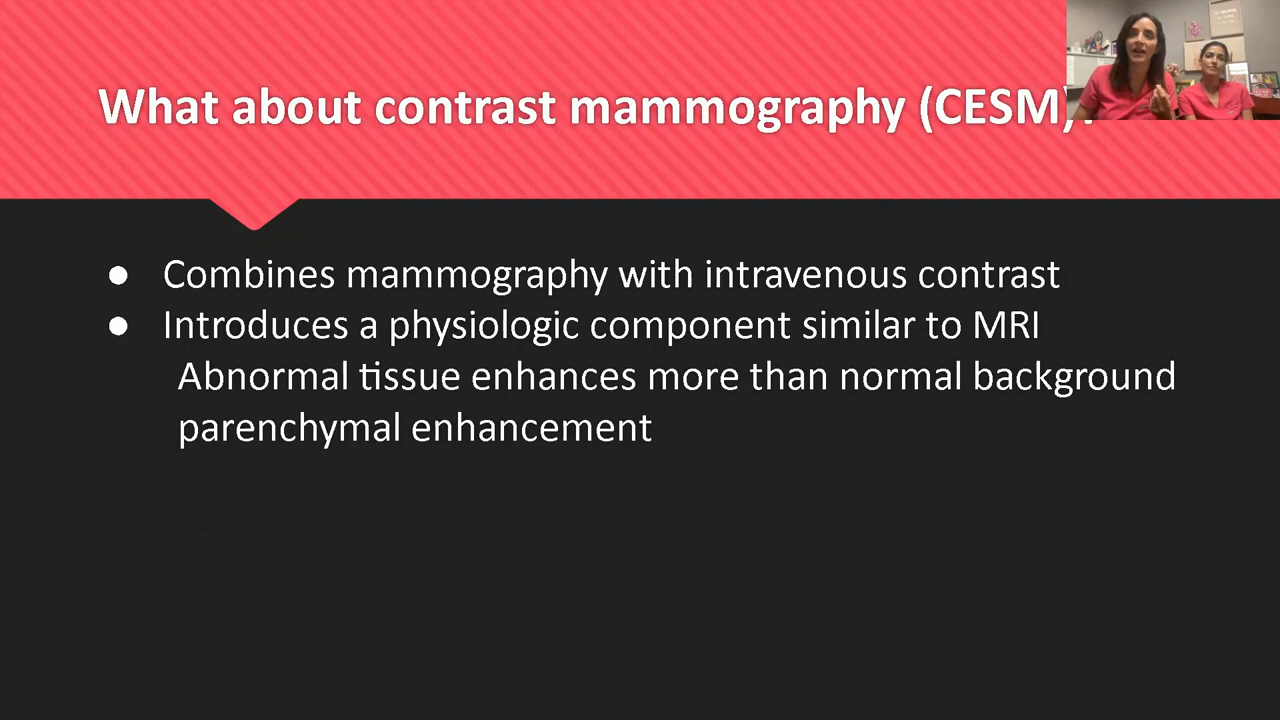 What about contrast mammography (CESM)?
● Combines mammography with intravenous contrast
● Introduces a physiologic component similar to MRI
Abnormal tissue enhances more than normal background
parenchymal enhancement